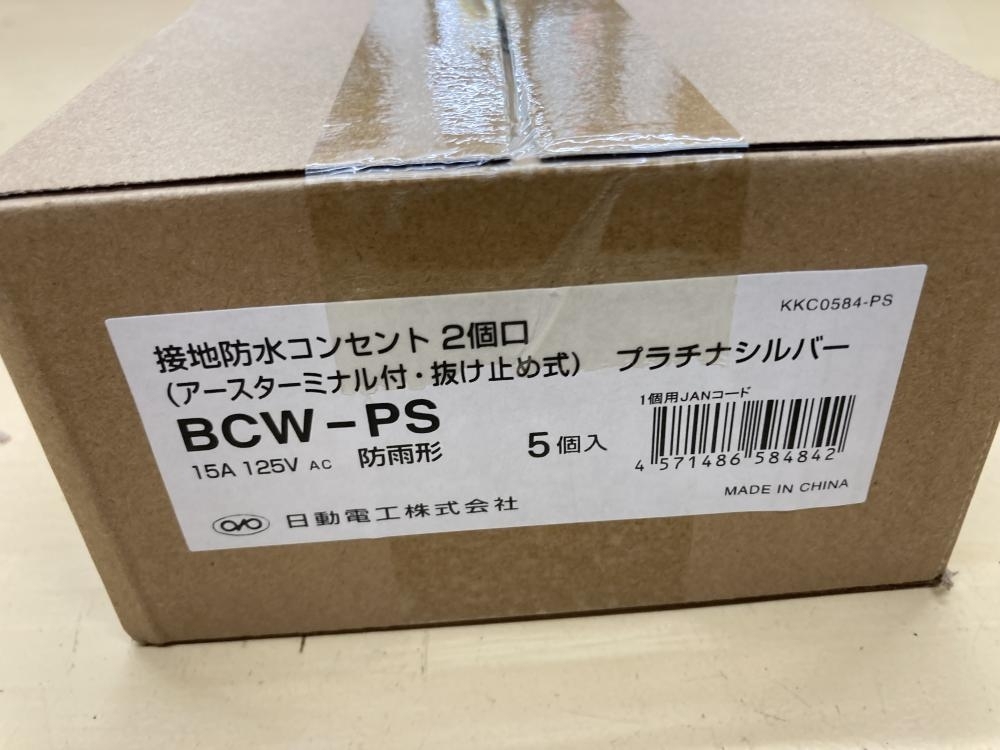 KKC0584-PS
接地防水コンセント 2個口
（アースターミナル付・抜け止め式） プラチナシルバー
BCW-PS
15A 125V AC 防雨形 5個入
1個用JANコード
4 571486 584842
MADE IN CHINA
日動電工株式会社